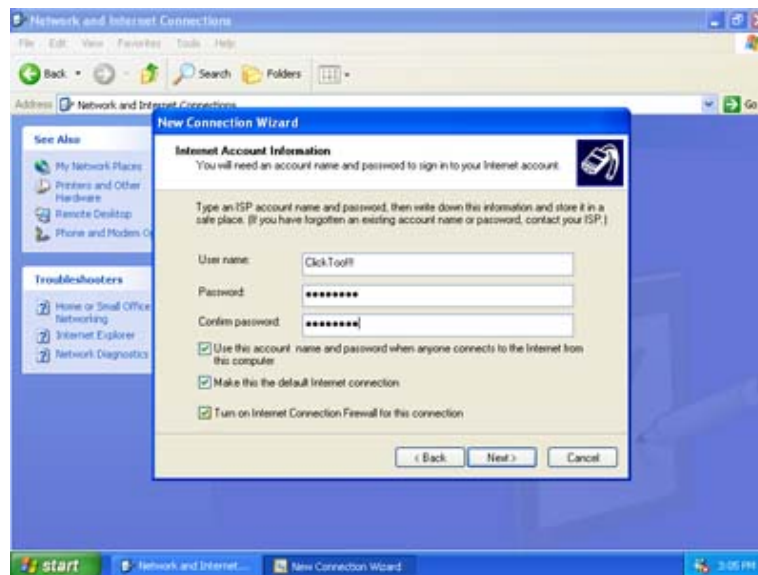 Network and Internet Connections
File Edit View Favorites Tools Help
Back Search Folders
Address Network and Internet Connections Go
See Also
My Network Places
Printers and Other
Hardware
Remote Desktop
Phone and Modem O
Troubleshooters
Home or Small Office
Networking
Internet Explorer
Network Diagnostics
New Connection Wizard
Internet Account Information
You will need an account name and password to sign in to your Internet account.
Type an ISP account name and password, then write down this information and store it in a
safe place. (If you have forgotten an existing account name or password, contact your ISP.)
User name:
Password:
Confirm password:
Use this account name and password when anyone connects to the Internet from
this computer
Make this the default Internet connection
Turn on Internet Connection Firewall for this connection
< Back Next > Cancel
start Network and Internet... New Connection Wizard 3:05 PM